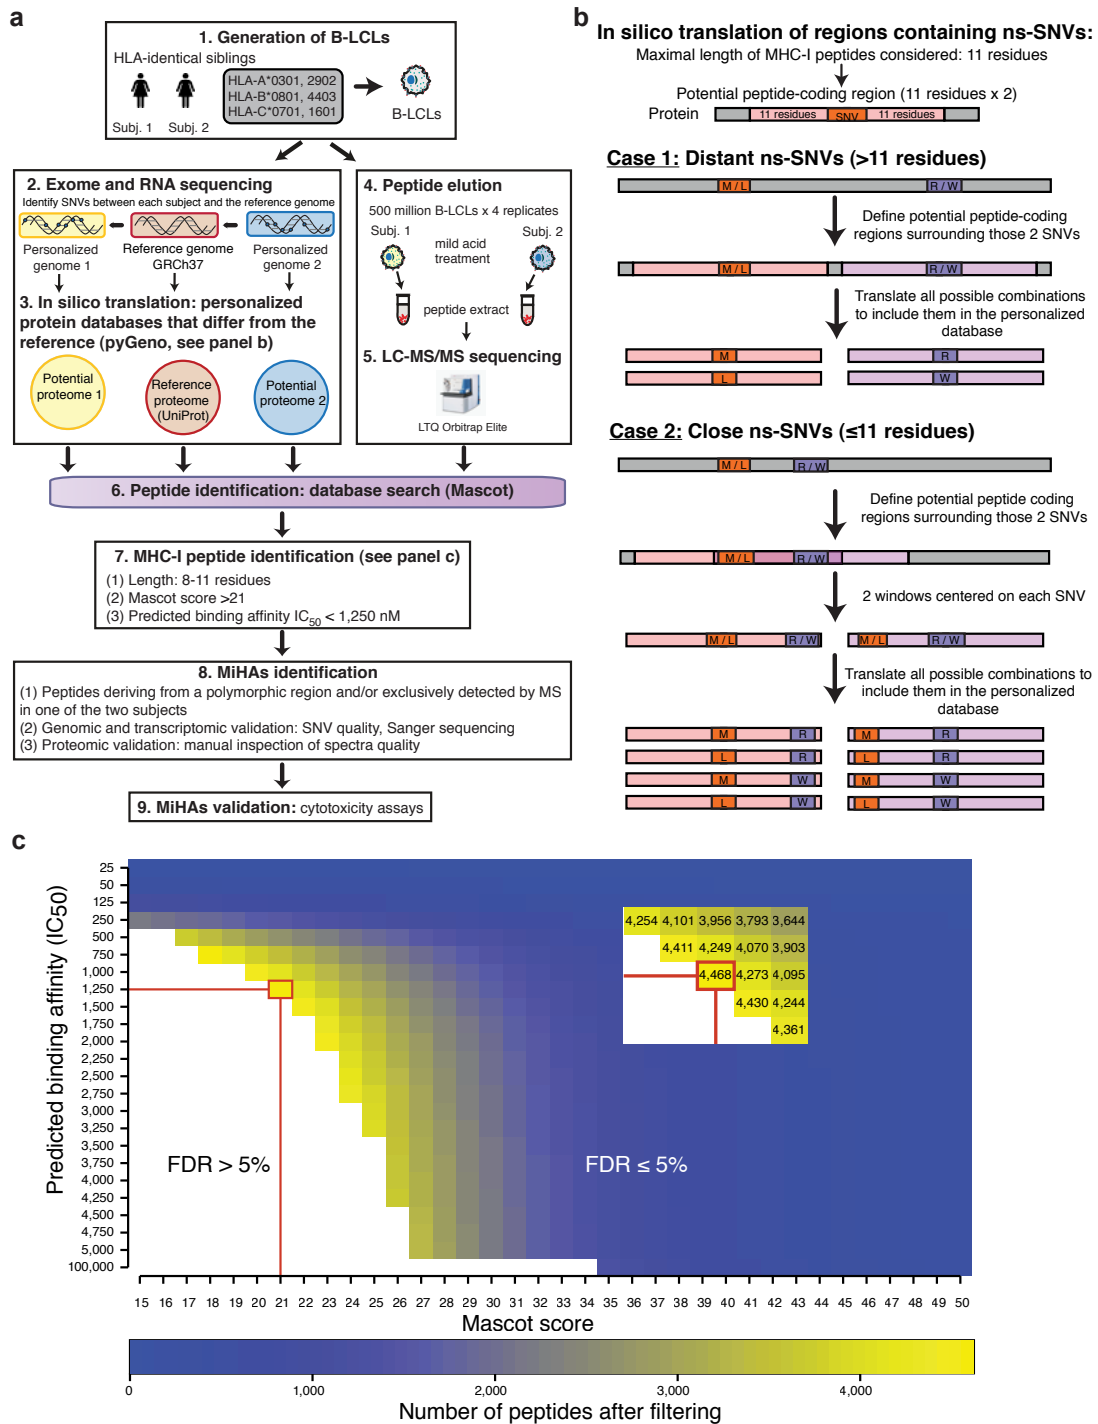 a
1. Generation of B-LCLs
HLA-identical siblings
Subj. 1
Subj. 2
HLA-A*0301, 2902
HLA-B*0801, 4403
HLA-C*0701, 1601
B-LCLs
2. Exome and RNA sequencing
Identify SNVs between each subject and the reference genome
Personalized
genome 1
Reference genome
GRCh37
Personalized
genome 2
3. In silico translation: personalized
protein databases that differ from the
reference (pyGeno, see panel b)
Potential
proteome 1
Reference
proteome
(UniProt)
Potential
proteome 2
4. Peptide elution
500 million B-LCLs x 4 replicates
Subj. 1
Subj. 2
mild acid
treatment
peptide extract
5. LC-MS/MS sequencing
LTQ Orbitrap Elite
6. Peptide identification: database search (Mascot)
7. MHC-I peptide identification (see panel c)
(1) Length: 8-11 residues
(2) Mascot score >21
(3) Predicted binding affinity IC50 < 1,250 nM
8. MiHAs identification
(1) Peptides deriving from a polymorphic region and/or exclusively detected by MS
in one of the two subjects
(2) Genomic and transcriptomic validation: SNV quality, Sanger sequencing
(3) Proteomic validation: manual inspection of spectra quality
9. MiHAs validation: cytotoxicity assays
b
In silico translation of regions containing ns-SNVs:
Maximal length of MHC-I peptides considered: 11 residues
Potential peptide-coding region (11 residues x 2)
Protein
11 residues
SNV
11 residues
Case 1: Distant ns-SNVs (>11 residues)
M / L
R / W
Define potential peptide-coding
regions surrounding those 2 SNVs
M / L
R / W
Translate all possible combinations
to include them in the personalized
database
M
R
L
W
Case 2: Close ns-SNVs (≤11 residues)
M / L
R / W
Define potential peptide coding
regions surrounding those 2 SNVs
M / L
R / W
2 windows centered on each SNV
M / L
R / W
M / L
R / W
Translate all possible combinations to
include them in the personalized
database
M
R
M
R
L
R
L
R
M
W
M
W
L
W
L
W
c
Predicted binding affinity (IC50)
25
50
125
250
500
750
1,000
1,250
1,500
1,750
2,000
2,250
2,500
2,750
3,000
3,250
3,500
3,750
4,000
4,250
4,500
4,750
5,000
100,000
4,254 4,101 3,956 3,793 3,644
4,411 4,249 4,070 3,903
4,468 4,273 4,095
4,430 4,244
4,361
FDR > 5%
FDR ≤ 5%
15 16 17 18 19 20 21 22 23 24 25 26 27 28 29 30 31 32 33 34 35 36 37 38 39 40 41 42 43 44 45 46 47 48 49 50
Mascot score
0
1,000
2,000
3,000
4,000
Number of peptides after filtering